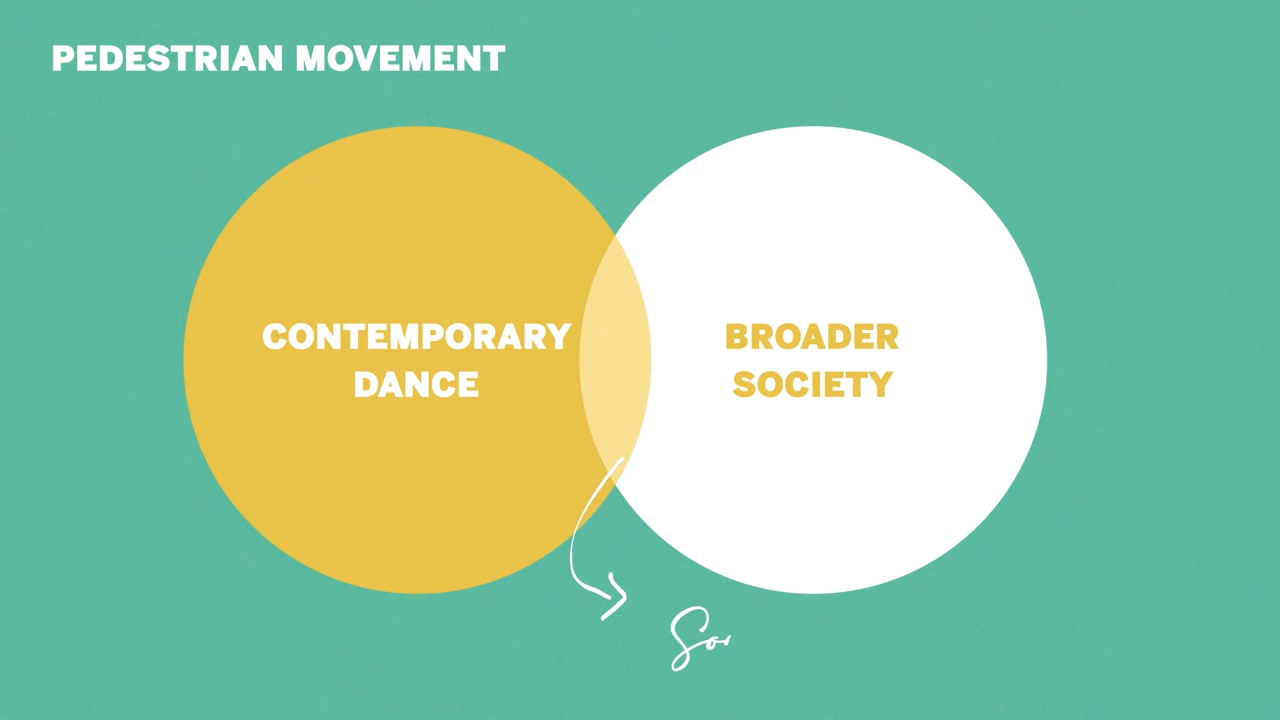 PEDESTRIAN MOVEMENT
CONTEMPORARY
DANCE
BROADER
SOCIETY